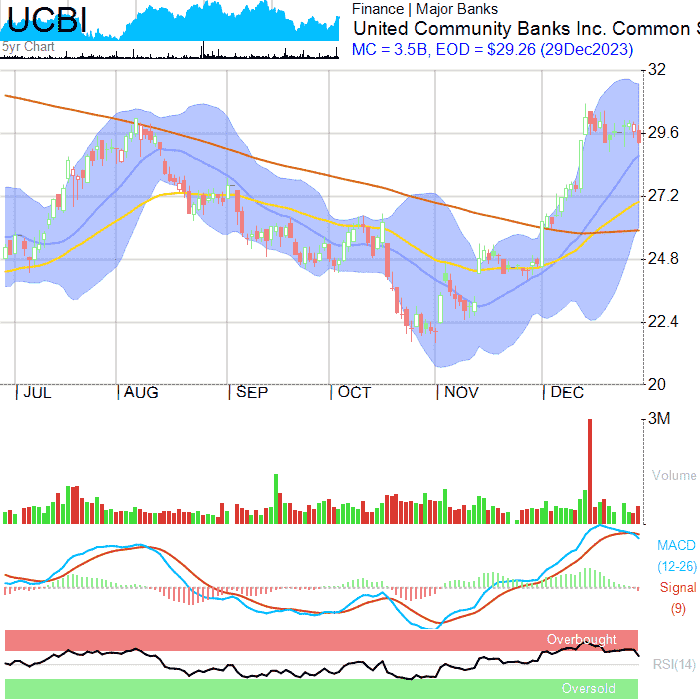 UCBI
5yr Chart
Finance | Major Banks
United Community Banks Inc. Common S
MC = 3.5B, EOD = $29.26 (29Dec2023)
32
29.6
27.2
24.8
22.4
20
| JUL | AUG | SEP | OCT | NOV | DEC
3M
Volume
MACD
(12-26)
Signal
(9)
Overbought
RSI(14)
Oversold